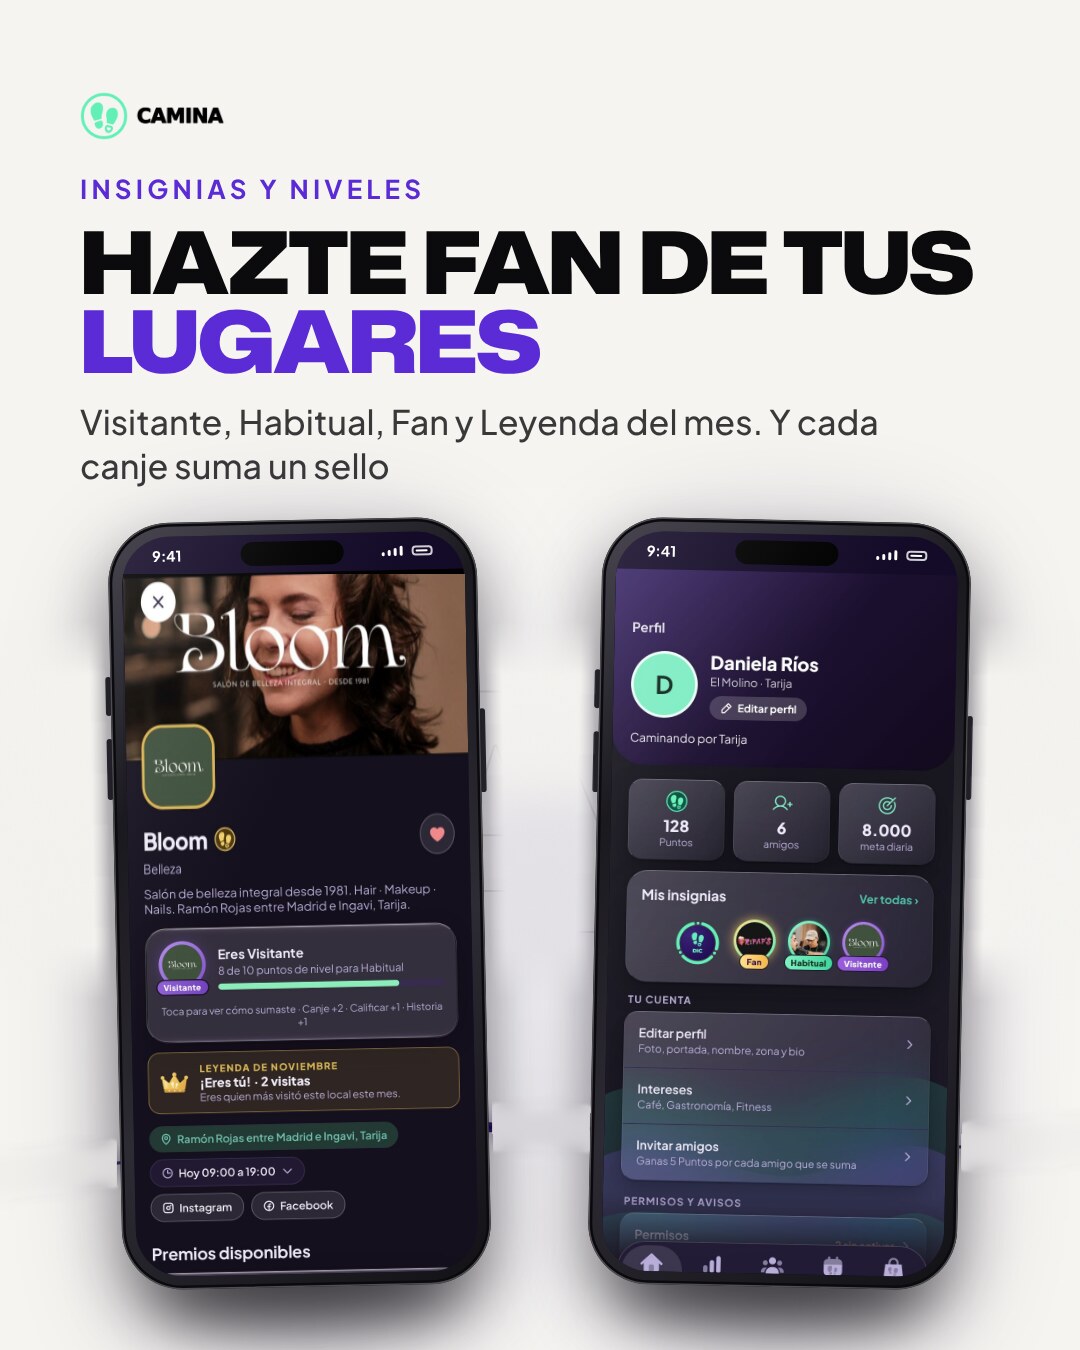 CAMINA
INSIGNIAS Y NIVELES
HAZTE FAN DE TUS
LUGARES
Visitante, Habitual, Fan y Leyenda del mes. Y cada
canje suma un sello
9:41
Bloom
SALÓN DE BELLEZA INTEGRAL · DESDE 1981
Bloom
Bloom
Belleza
Salón de belleza integral desde 1981. Hair · Makeup ·
Nails. Ramón Rojas entre Madrid e Ingavi, Tarija.
Bloom
Visitante
Eres Visitante
8 de 10 puntos de nivel para Habitual
Toca para ver cómo sumaste · Canje +2 · Calificar +1 · Historia
+1
LEYENDA DE NOVIEMBRE
¡Eres tú! · 2 visitas
Eres quien más visitó este local este mes.
Ramón Rojas entre Madrid e Ingavi, Tarija
Hoy 09:00 a 19:00
Instagram
Facebook
Premios disponibles
9:41
Perfil
D
Daniela Ríos
El Molino · Tarija
Editar perfil
Caminando por Tarija
128
Puntos
6
amigos
8.000
meta diaria
Mis insignias
Ver todas ›
DIC
Fan
Habitual
Bloom
Visitante
TU CUENTA
Editar perfil
Foto, portada, nombre, zona y bio
Intereses
Café, Gastronomía, Fitness
Invitar amigos
Ganas 5 Puntos por cada amigo que se suma
PERMISOS Y AVISOS
Permisos